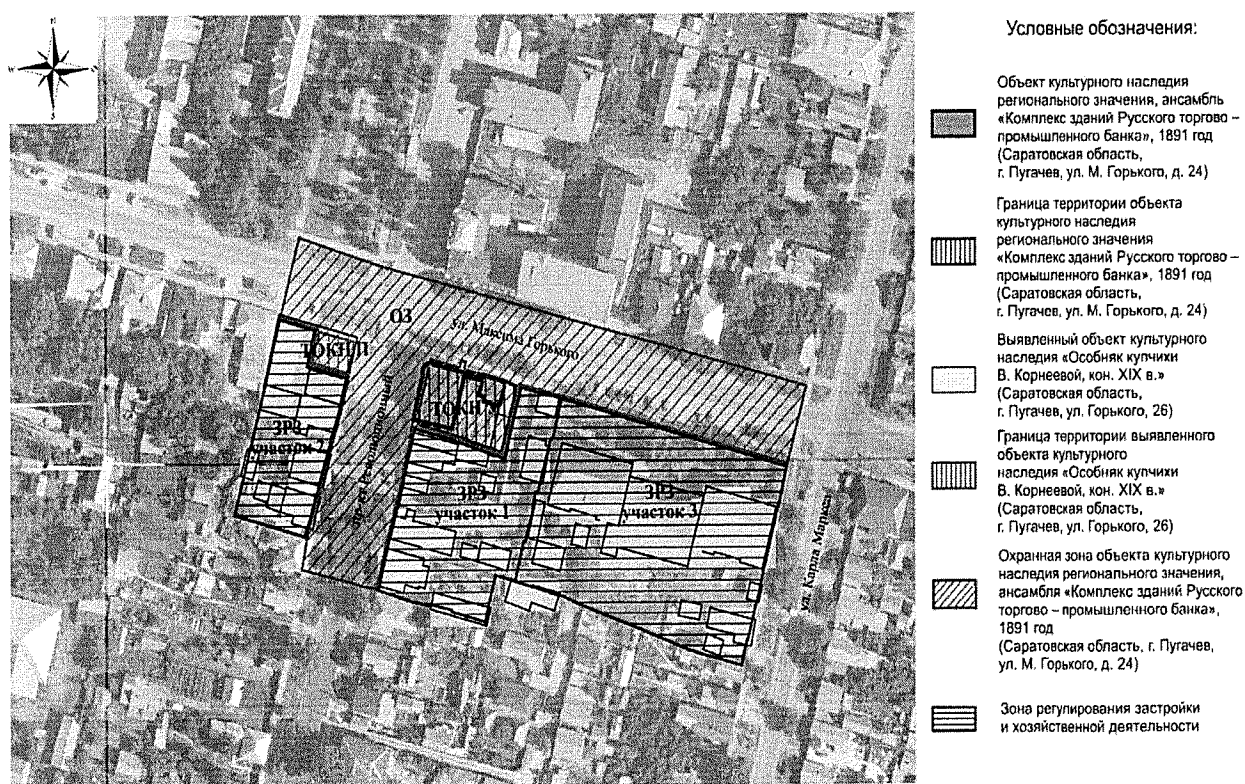 Условные обозначения:
Объект культурного наследия
регионального значения, ансамбль
«Комплекс зданий Русского торгово –
промышленного банка», 1891 год
(Саратовская область,
г. Пугачев, ул. М. Горького, д. 24)
Граница территории объекта
культурного наследия
регионального значения
«Комплекс зданий Русского торгово –
промышленного банка», 1891 год
(Саратовская область,
г. Пугачев, ул. М. Горького, д. 24)
Выявленный объект культурного
наследия «Особняк купчихи
В. Корнеевой, кон. XIX в.»
(Саратовская область,
г. Пугачев, ул. Горького, 26)
Граница территории выявленного
объекта культурного
наследия «Особняк купчихи
В. Корнеевой, кон. XIX в.»
(Саратовская область,
г. Пугачев, ул. Горького, 26)
Охранная зона объекта культурного
наследия регионального значения,
ансамбля «Комплекс зданий Русского
торгово – промышленного банка»,
1891 год
(Саратовская область, г. Пугачев,
ул. М. Горького, д. 24)
Зона регулирования застройки
и хозяйственной деятельности
ОЗ
ул. Максима Горького
ЗРЗ
участок 2
ЗРЗ
участок 1
ЗРЗ
участок 3
ул. Карла Маркса